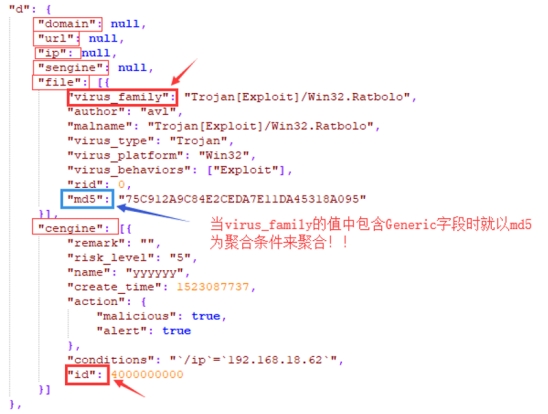 "d": {
"domain": null,
"url": null,
"ip": null,
"sengine": null,
"file": [{
"virus_family": "Trojan[Exploit]/Win32.Ratbolo",
"author": "avl",
"malname": "Trojan[Exploit]/Win32.Ratbolo",
"virus_type": "Trojan",
"virus_platform": "Win32",
"virus_behaviors": ["Exploit"],
"rid": 0,
"md5": "75C912A9C84E2CEDA7E11DA45318A095"
}],
当virus_family的值中包含Generic字段时就以md5
为聚合条件来聚合！！
"cengine": [{
"remark": "",
"risk_level": "5",
"name": "yyyyyy",
"create_time": 1523087737,
"action": {
"malicious": true,
"alert": true
},
"conditions": "`/ip`=`192.168.18.62`",
"id": 4000000000
}]
},